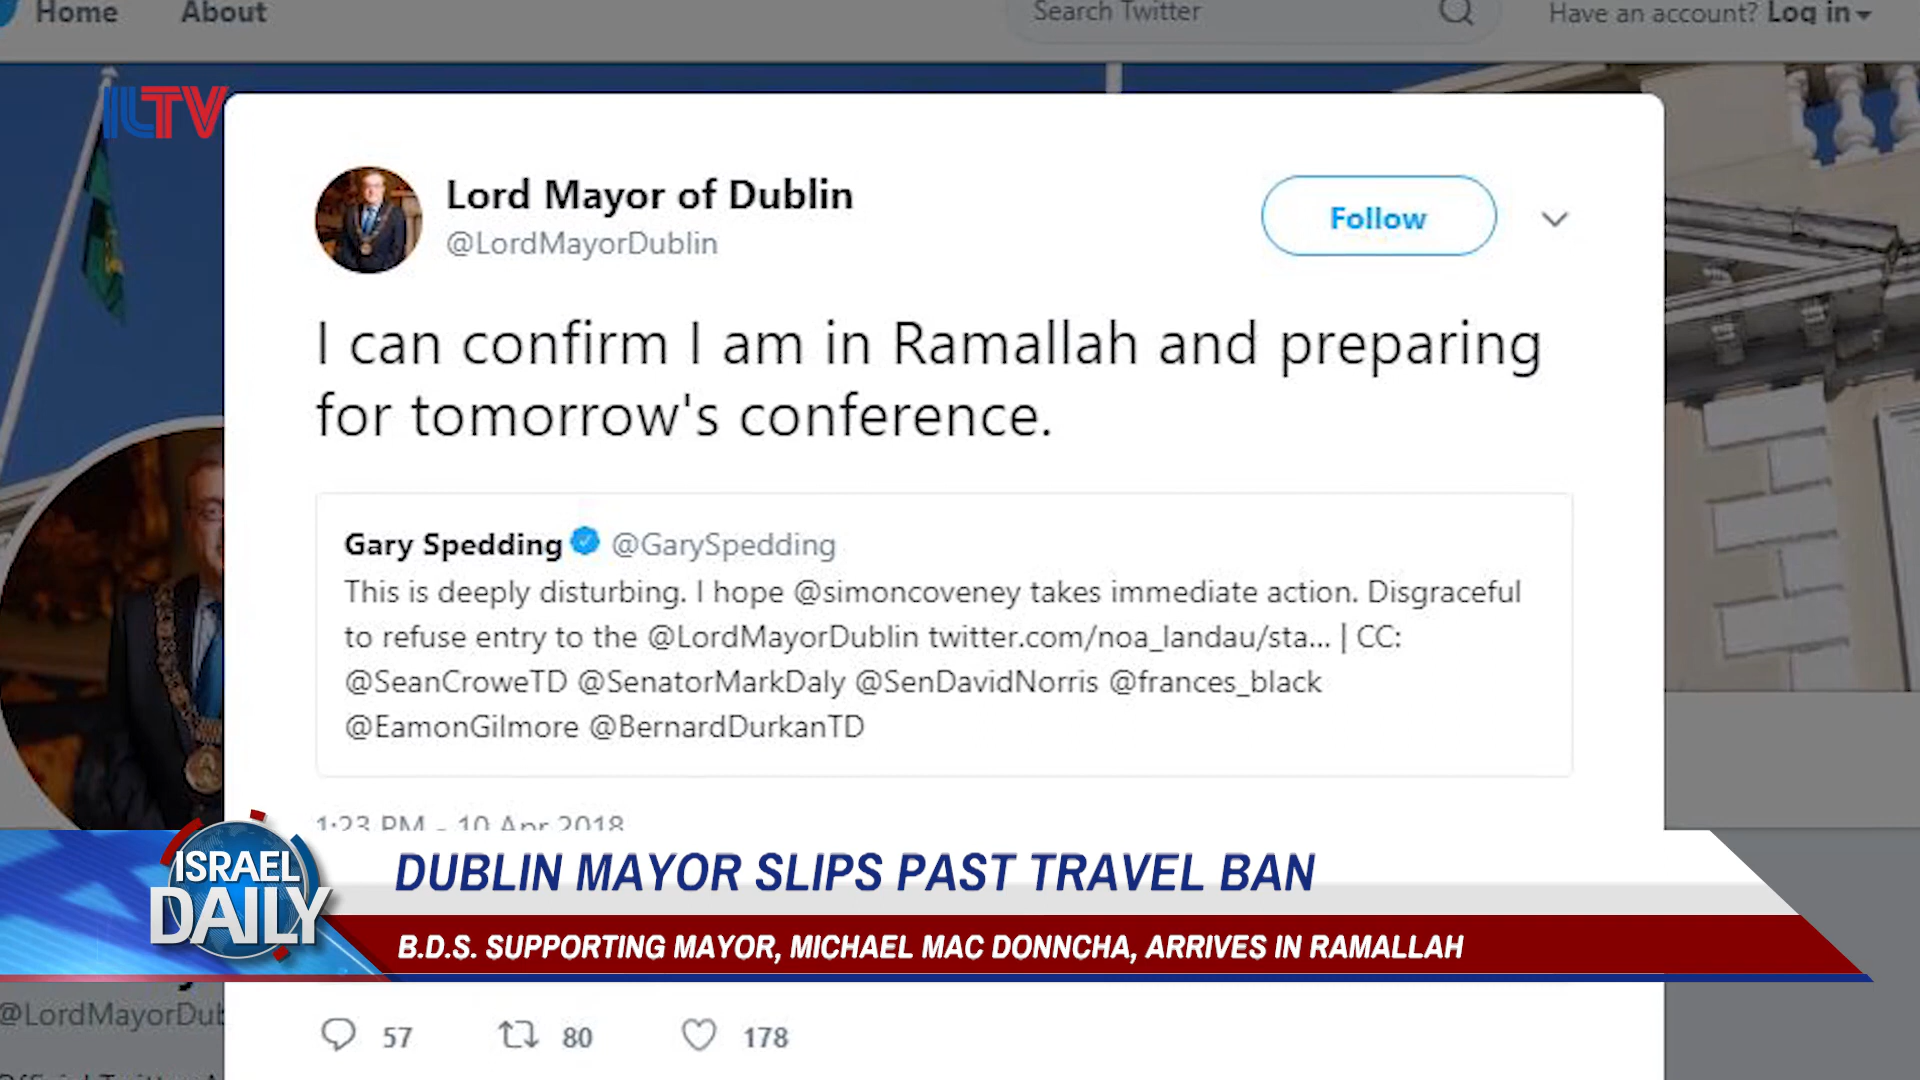 Home About Search Twitter Have an account? Log in
ILTV
Lord Mayor of Dublin
@LordMayorDublin
Follow
I can confirm I am in Ramallah and preparing
for tomorrow's conference.
Gary Spedding @GarySpedding
This is deeply disturbing. I hope @simoncoveney takes immediate action. Disgraceful
to refuse entry to the @LordMayorDublin twitter.com/noa_landau/sta... | CC:
@SeanCroweTD @SenatorMarkDaly @SenDavidNorris @frances_black
@EamonGilmore @BernardDurkanTD
1:23 PM - 10 Apr 2018
ISRAEL
DAILY
DUBLIN MAYOR SLIPS PAST TRAVEL BAN
B.D.S. SUPPORTING MAYOR, MICHAEL MAC DONNCHA, ARRIVES IN RAMALLAH
@LordMayorDub
57 80 178